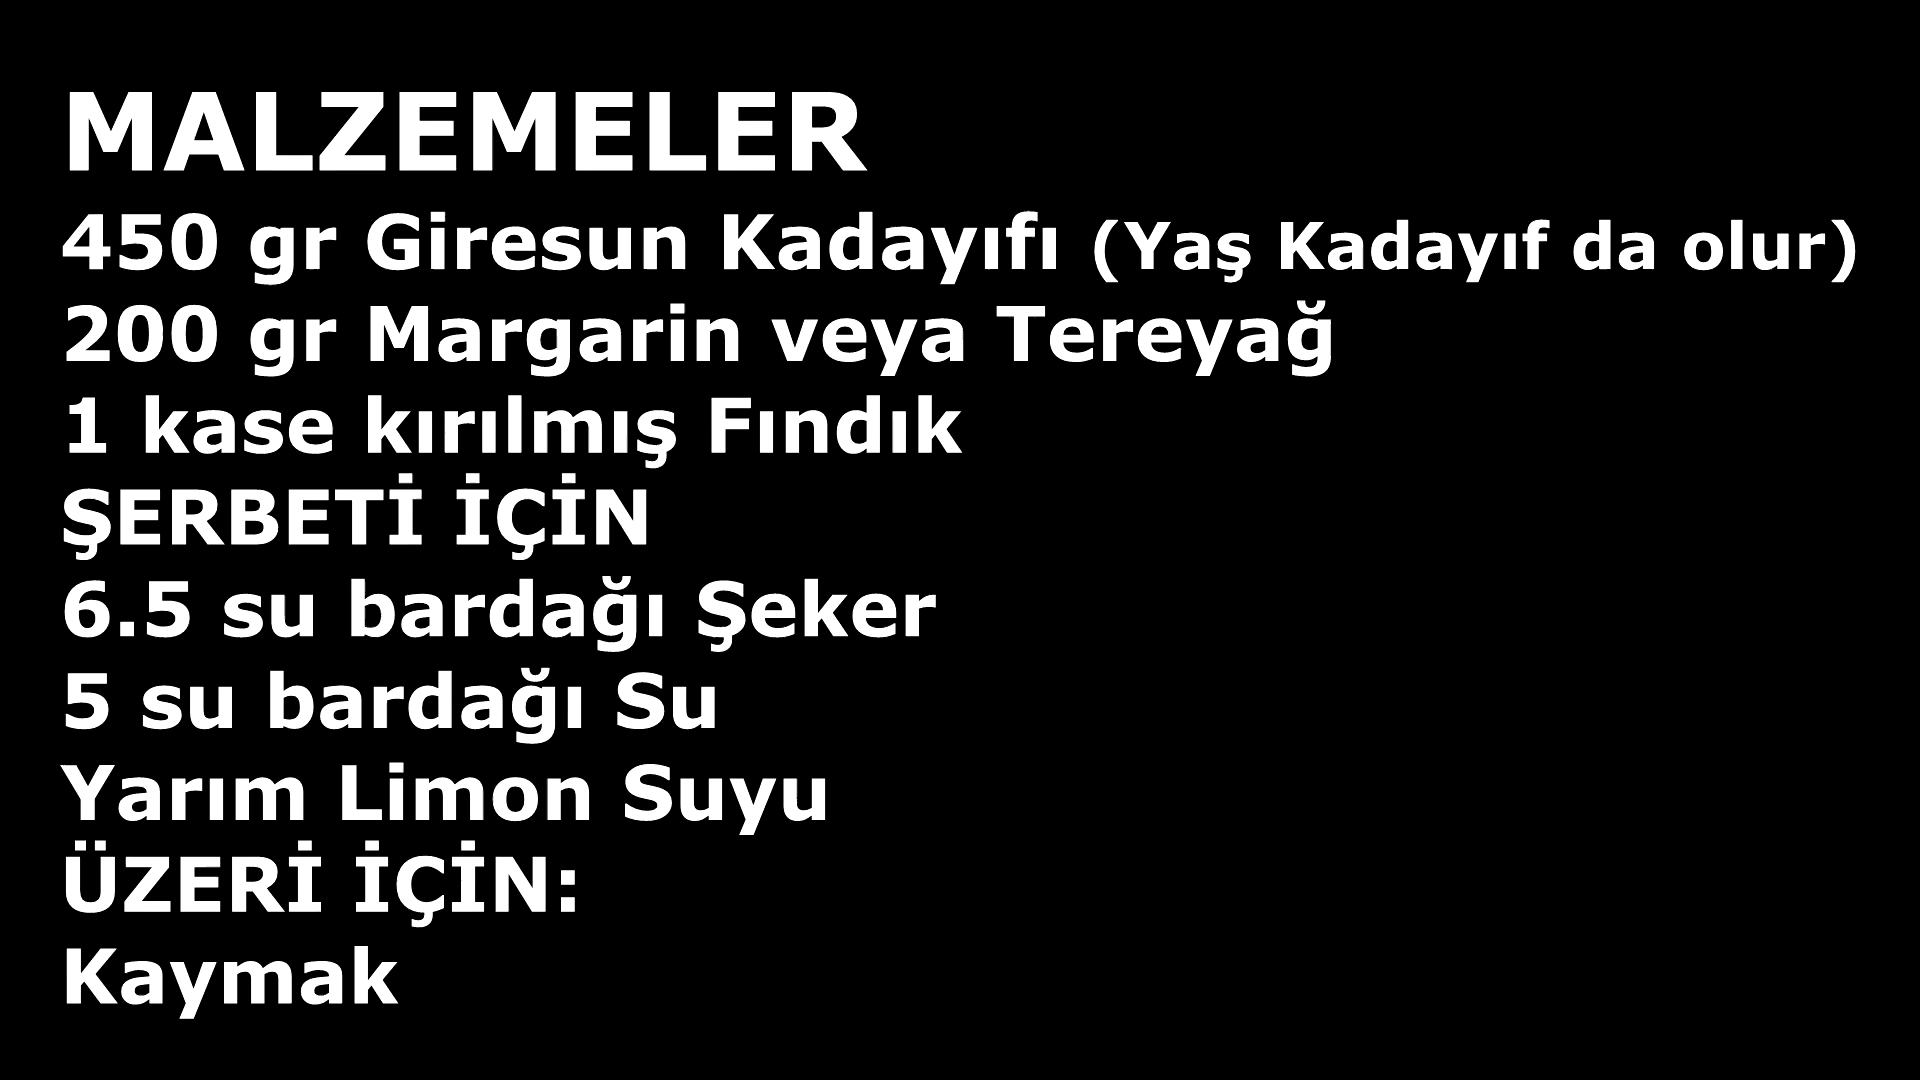 MALZEMELER
450 gr Giresun Kadayıfı (Yaş Kadayıf da olur)
200 gr Margarin veya Tereyağ
1 kase kırılmış Fındık
ŞERBETİ İÇİN
6.5 su bardağı Şeker
5 su bardağı Su
Yarım Limon Suyu
ÜZERİ İÇİN:
Kaymak